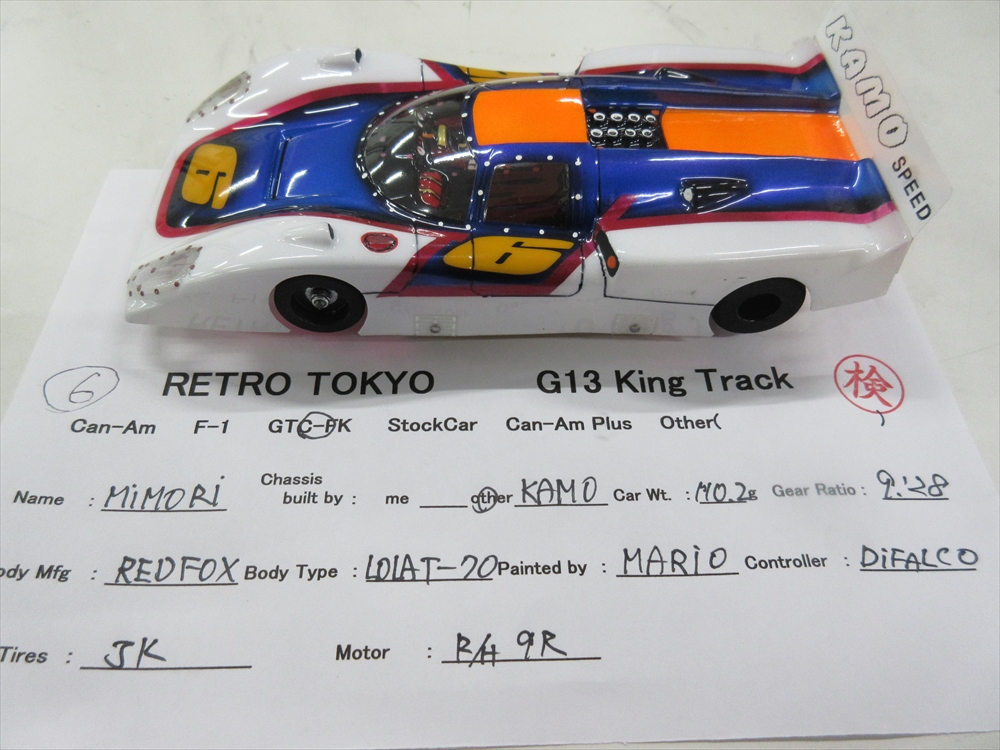 KAMO
SPEED
6
6
6 RETRO TOKYO G13 King Track 検
Can-Am F-1 GTC-FK StockCar Can-Am Plus Other(
Name : MiMORi Chassis built by : me other KAMO Car Wt. : 140.2g Gear Ratio : 9:28
ody Mfg : REDFOX Body Type : LOLAT-70 Painted by : MARIO Controller : DiFALCO
Tires : JK Motor : 9R